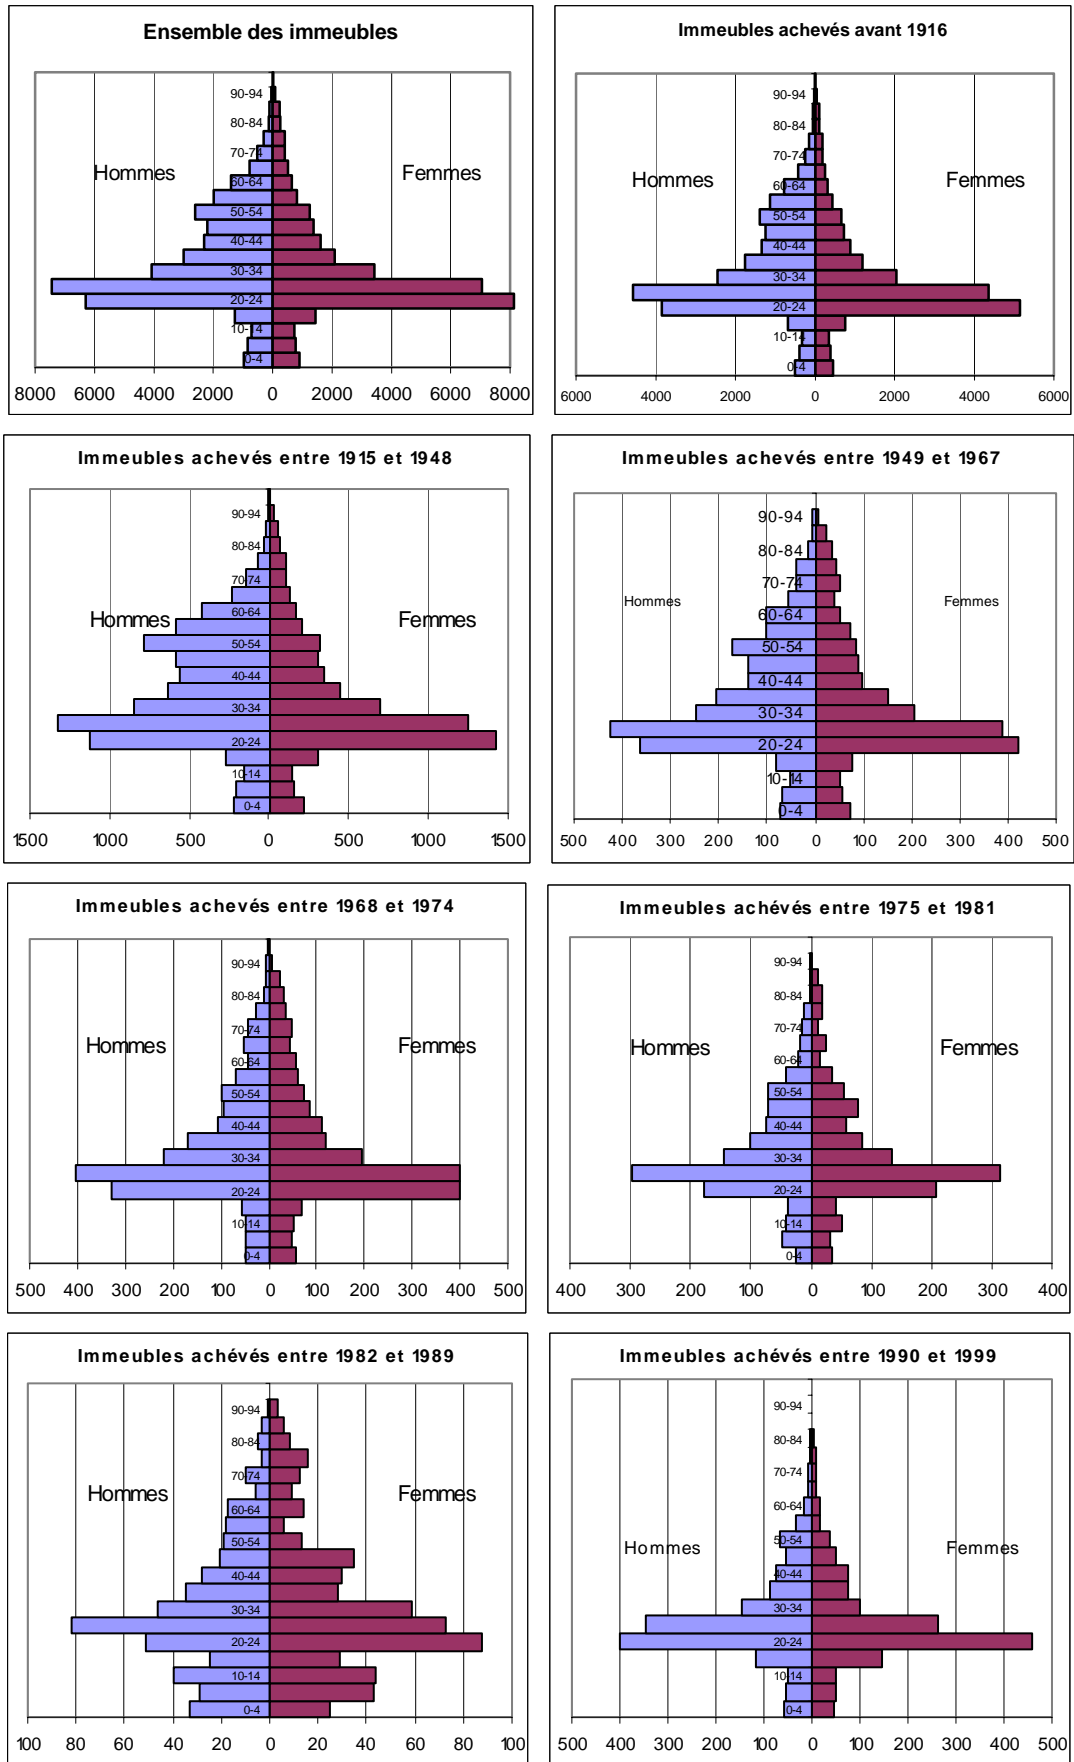 Ensemble des immeubles
90-94
80-84
70-74
Hommes
Femmes
60-64
50-54
40-44
30-34
20-24
10-14
0-4
8000 6000 4000 2000 0 2000 4000 6000 8000
Immeubles achevés avant 1916
90-94
80-84
70-74
Hommes
Femmes
60-64
50-54
40-44
30-34
20-24
10-14
0-4
6000 4000 2000 0 2000 4000 6000
Immeubles achevés entre 1915 et 1948
90-94
80-84
70-74
60-64
Hommes
Femmes
50-54
40-44
30-34
20-24
10-14
0-4
1500 1000 500 0 500 1000 1500
Immeubles achevés entre 1949 et 1967
90-94
80-84
70-74
Hommes
Femmes
60-64
50-54
40-44
30-34
20-24
10-14
0-4
500 400 300 200 100 0 100 200 300 400 500
Immeubles achevés entre 1968 et 1974
90-94
80-84
70-74
Hommes
Femmes
60-64
50-54
40-44
30-34
20-24
10-14
0-4
500 400 300 200 100 0 100 200 300 400 500
Immeubles achévés entre 1975 et 1981
90-94
80-84
70-74
Hommes
Femmes
60-64
50-54
40-44
30-34
20-24
10-14
0-4
400 300 200 100 0 100 200 300 400
Immeubles achévés entre 1982 et 1989
90-94
80-84
70-74
Hommes
Femmes
60-64
50-54
40-44
30-34
20-24
10-14
0-4
100 80 60 40 20 0 20 40 60 80 100
Immeubles achévés entre 1990 et 1999
90-94
80-84
70-74
60-64
50-54
Hommes
Femmes
40-44
30-34
20-24
10-14
0-4
500 400 300 200 100 0 100 200 300 400 500